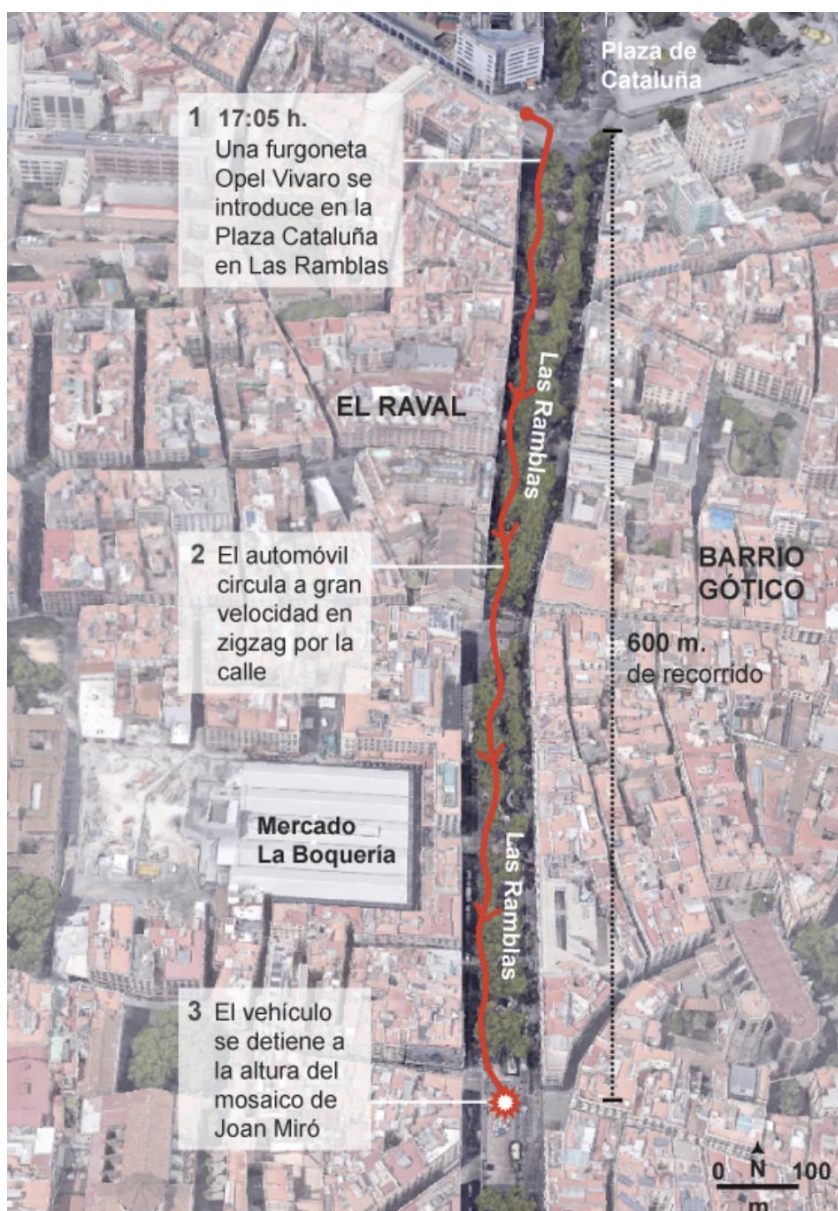 Plaza de
Cataluña
1 17:05 h.
Una furgoneta
Opel Vivaro se
introduce en la
Plaza Cataluña
en Las Ramblas
Las Ramblas
EL RAVAL
2 El automóvil
circula a gran
velocidad en
zigzag por la
calle
BARRIO
GÓTICO
600 m.
de recorrido
Mercado
La Boquería
Las Ramblas
3 El vehículo
se detiene a
la altura del
mosaico de
Joan Miró
0 N 100
m